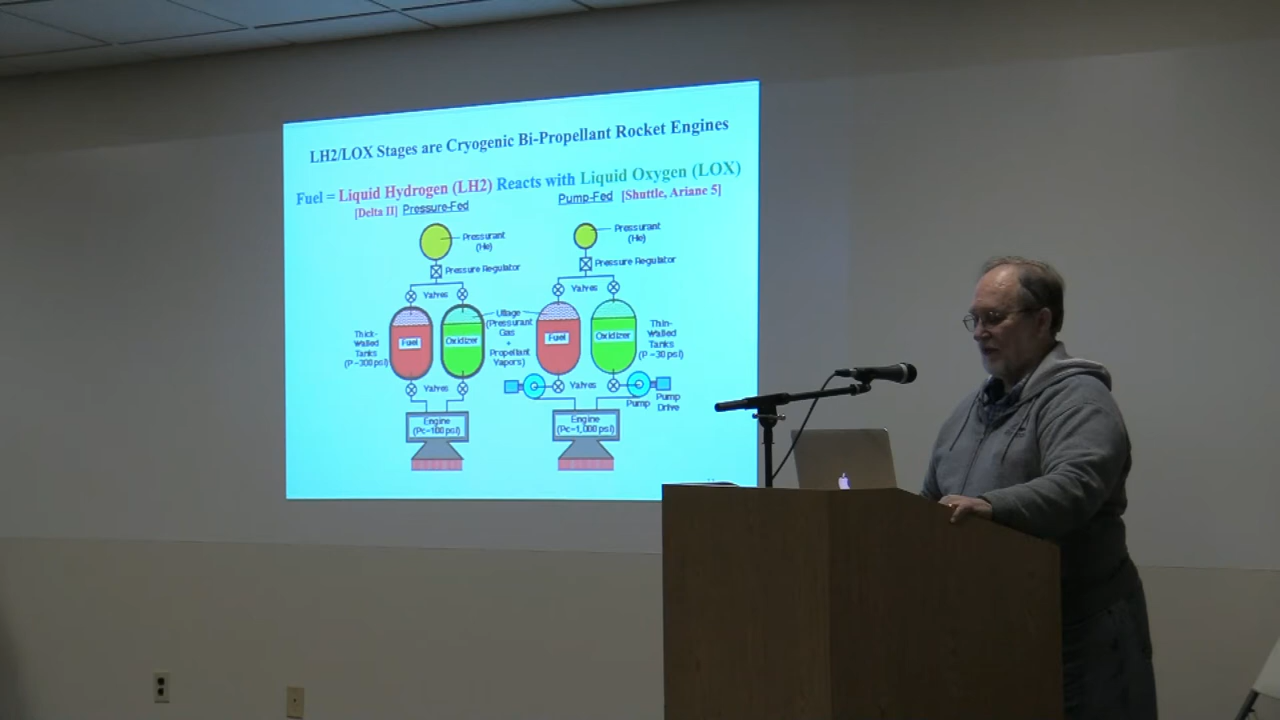 LH2/LOX Stages are Cryogenic Bi-Propellant Rocket Engines
Fuel = Liquid Hydrogen (LH2) Reacts with Liquid Oxygen (LOX)
[Delta II] Pressure-Fed
Pump-Fed [Shuttle, Ariane 5]
Pressurant
(He)
Pressure Regulator
Valves
Thick-
Walled
Tanks
(P ~300 psi)
Fuel
Oxidizer
Valves
Engine
(Pc~100 psi)
Ullage
(Pressurant
Gas
+
Propellant
Vapors)
Pressurant
(He)
Pressure Regulator
Valves
Fuel
Oxidizer
Thin-
Walled
Tanks
(P ~30 psi)
Valves
Pump
Pump
Drive
Engine
(Pc~1,000 psi)